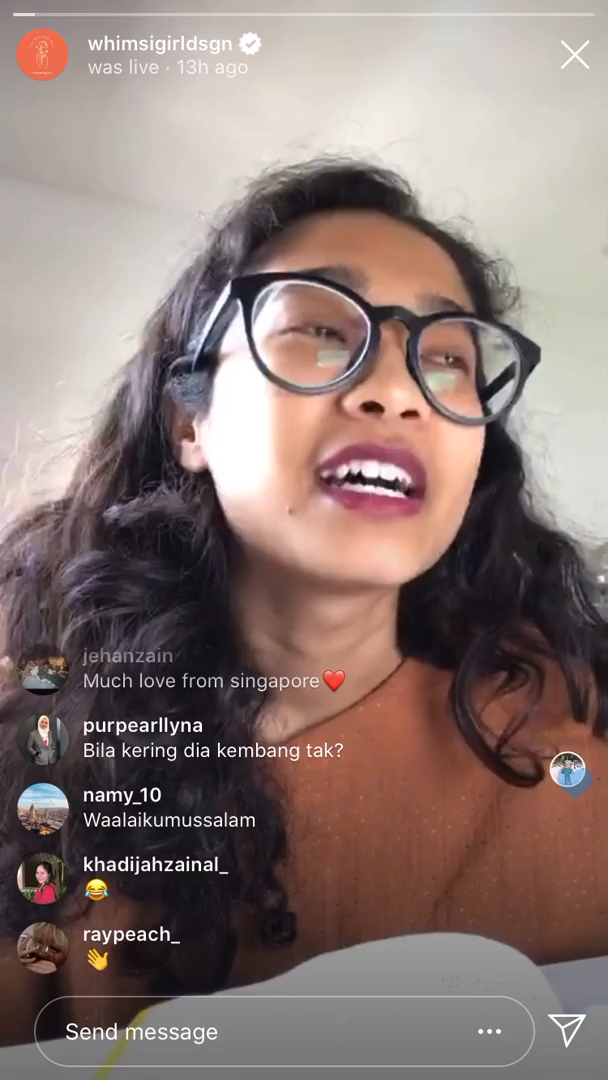 whimsigirldsgn
was live · 13h ago
jehanzain
Much love from singapore❤️
purpearllyna
Bila kering dia kembang tak?
namy_10
Waalaikumussalam
khadijahzainal_
😂
raypeach_
👋
Send message